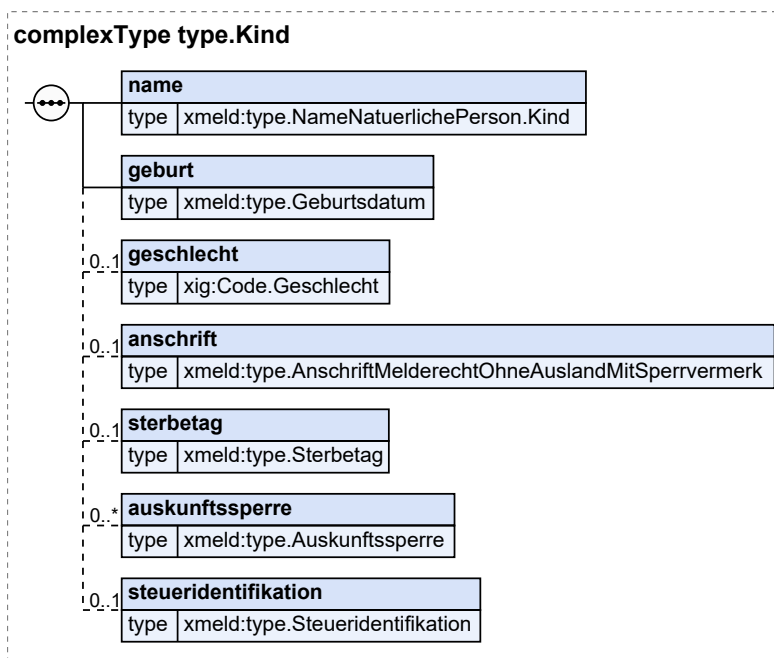 complexType type.Kind
name
type xmeld:type.NameNatuerlichePerson.Kind
geburt
type xmeld:type.Geburtsdatum
0..1 geschlecht
type xig:Code.Geschlecht
0..1 anschrift
type xmeld:type.AnschriftMelderechtOhneAuslandMitSperrvermerk
0..1 sterbetag
type xmeld:type.Sterbetag
0..* auskunftssperre
type xmeld:type.Auskunftssperre
0..1 steueridentifikation
type xmeld:type.Steueridentifikation